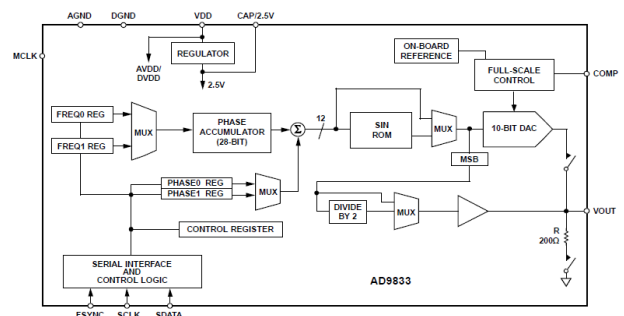 AGND
DGND
VDD
CAP/2.5V
MCLK
REGULATOR
AVDD/
DVDD
2.5V
ON-BOARD
REFERENCE
FULL-SCALE
CONTROL
COMP
FREQ0 REG
FREQ1 REG
MUX
PHASE
ACCUMULATOR
(28-BIT)
Σ
12
SIN
ROM
MUX
10-BIT DAC
MSB
PHASE0 REG
PHASE1 REG
MUX
DIVIDE
BY 2
MUX
VOUT
R
200Ω
CONTROL REGISTER
SERIAL INTERFACE
AND
CONTROL LOGIC
AD9833
FSYNC
SCLK
SDATA